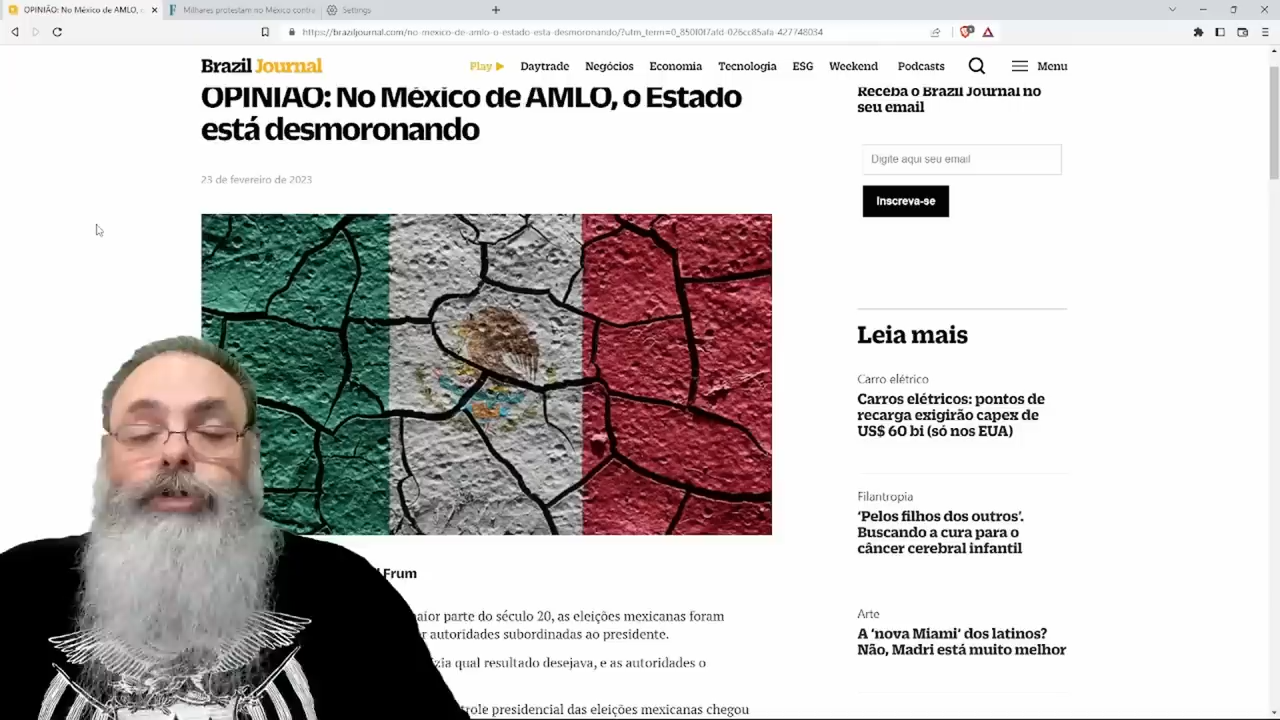 OPINIÃO: No México de AMLO, o
Milhares protestam no México contra
Settings
https://braziljournal.com/no-mexico-de-amlo-o-estado-esta-desmoronando/?utm_term=0_850f0f7afd-026cc85afa-427748034
Brazil Journal
Play
Daytrade
Negócios
Economia
Tecnologia
ESG
Weekend
Podcasts
Menu
OPINIÃO: No México de AMLO, o Estado
está desmoronando
23 de fevereiro de 2023
Frum
maior parte do século 20, as eleições mexicanas foram
autoridades subordinadas ao presidente.
qual resultado desejava, e as autoridades o
presidencial das eleições mexicanas chegou
Receba o Brazil Journal no
seu email
Digite aqui seu email
Inscreva-se
Leia mais
Carro elétrico
Carros elétricos: pontos de
recarga exigirão capex de
US$ 60 bi (só nos EUA)
Filantropia
‘Pelos filhos dos outros’.
Buscando a cura para o
câncer cerebral infantil
Arte
A ‘nova Miami’ dos latinos?
Não, Madri está muito melhor